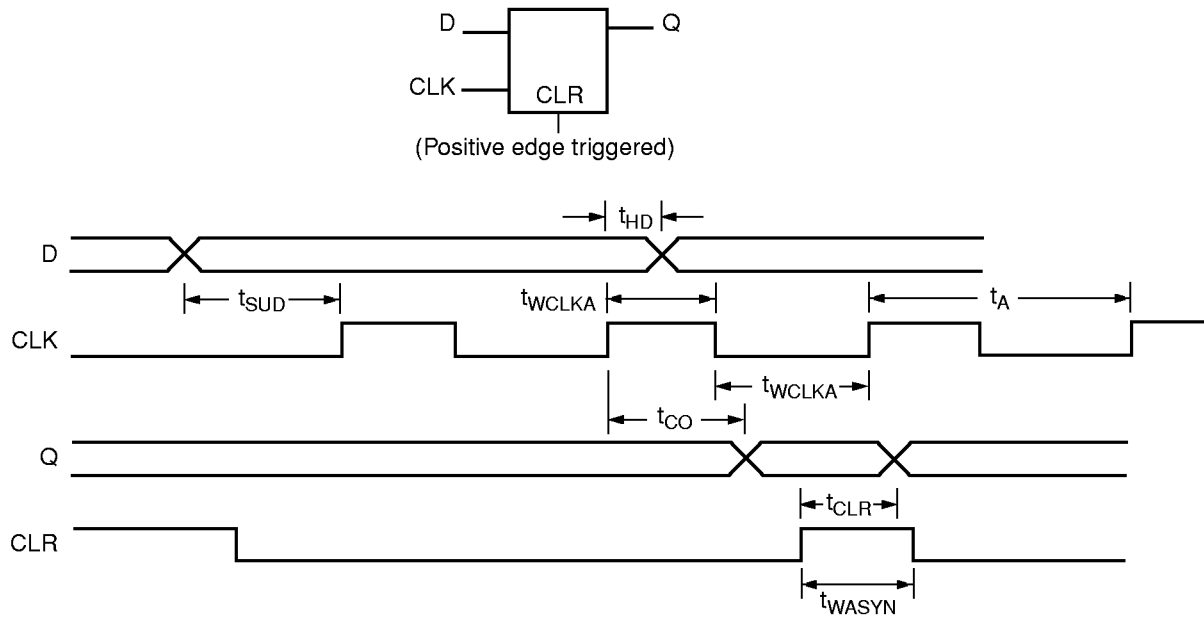 D
Q
CLK
CLR
(Positive edge triggered)
tHD
D
tSUD
tWCLKA
tA
CLK
tWCLKA
tCO
Q
tCLR
CLR
tWASYN